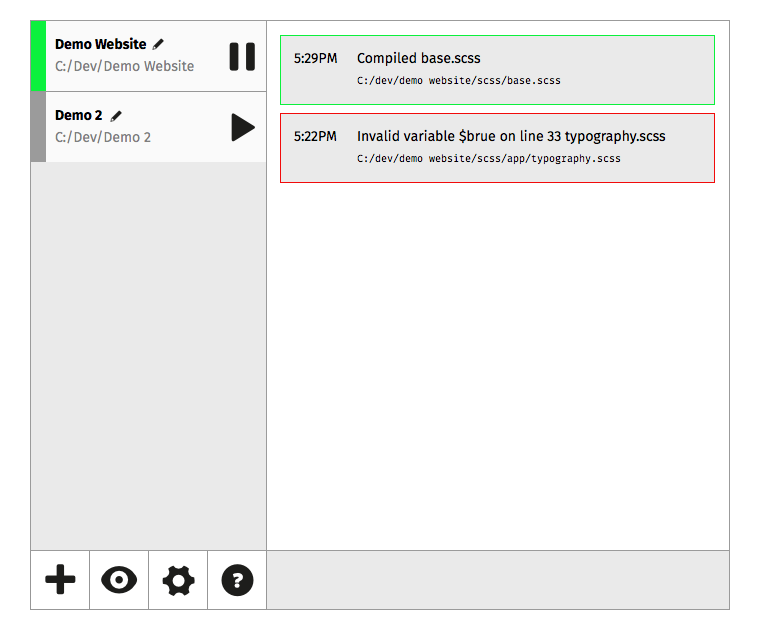 Demo Website
C:/Dev/Demo Website
Demo 2
C:/Dev/Demo 2
5:29PM Compiled base.scss
C:/dev/demo website/scss/base.scss
5:22PM Invalid variable $brue on line 33 typography.scss
C:/dev/demo website/scss/app/typography.scss
?